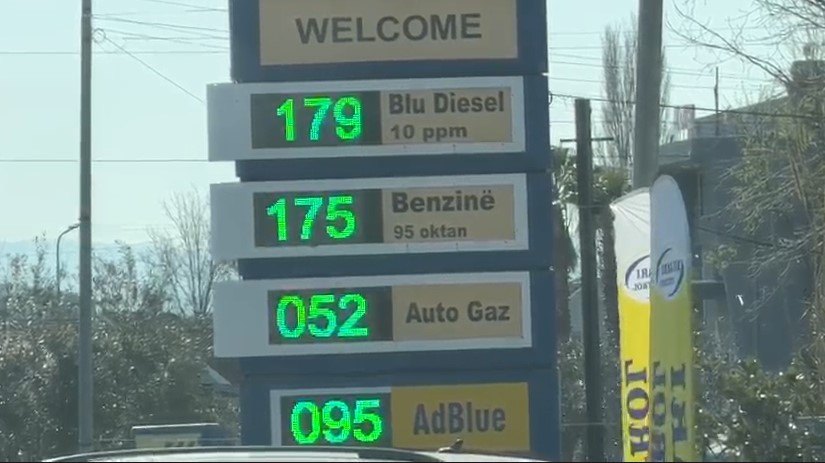 WELCOME
179 Blu Diesel
10 ppm
175 Benzinë
95 oktan
052 Auto Gaz
095 AdBlue